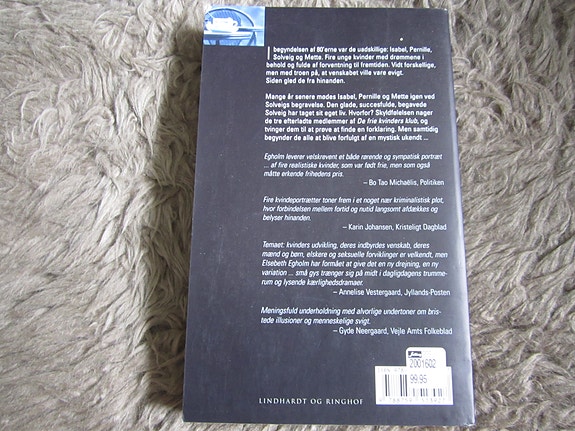 I begyndelsen af 80'erne var de uadskillige: Isabel, Pernille,
Solveig og Mette. Fire unge kvinder med drømmene i
behold og fulde af forventning til fremtiden. Vidt forskellige,
men med troen på, at venskabet ville vare evigt.
Siden gled de fra hinanden.
Mange år senere mødes Isabel, Pernille og Mette igen ved
Solveigs begravelse. Den glade, succesfulde, begavede
Solveig har taget sit eget liv. Hvorfor? Skyldfølelsen nager
de tre efterladte medlemmer af De frie kvinders klub, og
tvinger dem til at prøve at finde en forklaring. Men samtidig
begynder de alle at blive forfulgt af en mystisk ukendt ...
Egholm leverer velskrevent et både rørende og sympatisk portræt
... af fire realistiske kvinder, som var født frie, men som også
måtte erkende frihedens pris.
– Bo Tao Michaëlis, Politiken
Fire kvindeportrætter toner frem i et noget nær kriminalistisk plot,
hvor forbindelsen mellem fortid og nutid langsomt afdækkes og
belyser hinanden.
– Karin Johansen, Kristeligt Dagblad
Temaet: kvinders udvikling, deres indbyrdes venskab, deres
mænd og børn, elskere og seksuelle forviklinger er velkendt, men
Elsebeth Egholm har formået at give det en ny drejning, en ny
variation ... små gys trænger sig på midt i dagligdagens trumme-
rum og lysende kærlighedsdramaer.
– Annelise Vestergaard, Jyllands-Posten
Meningsfuld underholdning med alvorlige undertoner om bris-
tede illusioner og menneskelige svigt.
– Gyde Neergaard, Vejle Amts Folkeblad
2001602
99.95
LINDHARDT OG RINGHOF